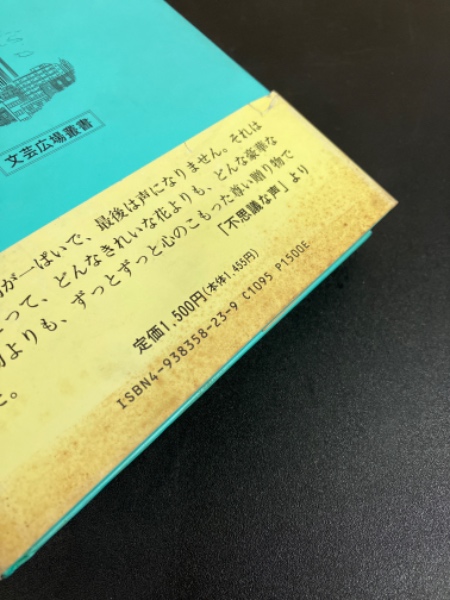 文芸広場叢書
が一ぱいで、最後は声になりません。それは
って、どんなきれいな花よりも、どんな豪華な
よりも、ずっとずっと心のこもった尊い贈り物で
た。
「不思議な声」より
定価1,500円(本体1,455円)
ISBN4-938358-23-9 C1095 P1500E